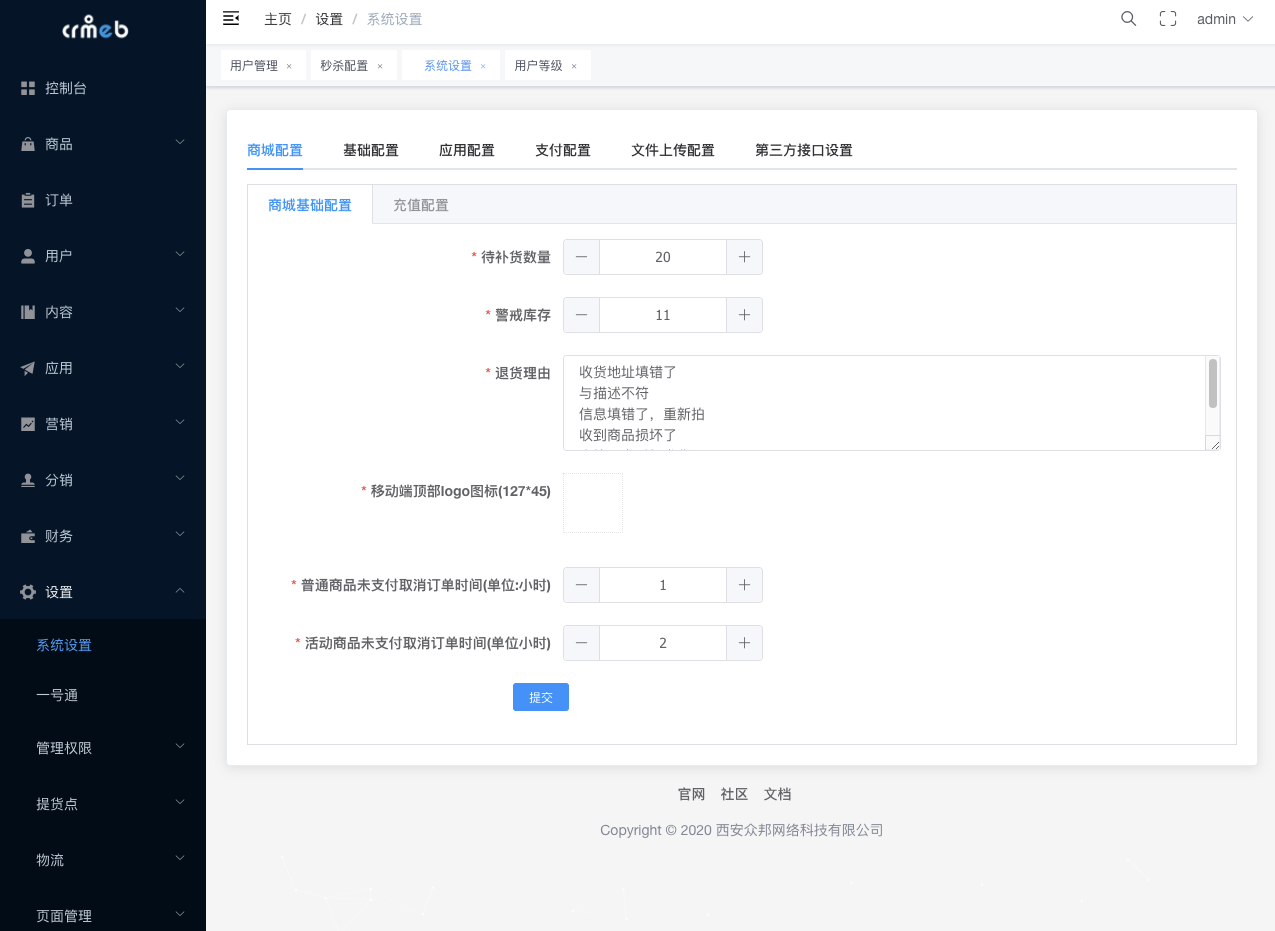 crmeb
控制台
商品
订单
用户
内容
应用
营销
分销
财务
设置
系统设置
一号通
管理权限
提货点
物流
页面管理
主页 / 设置 / 系统设置
admin
用户管理 ×
秒杀配置 ×
系统设置 ×
用户等级 ×
商城配置
基础配置
应用配置
支付配置
文件上传配置
第三方接口设置
商城基础配置
充值配置
* 待补货数量
20
* 警戒库存
11
* 退货理由
收货地址填错了
与描述不符
信息填错了，重新拍
收到商品损坏了
* 移动端顶部logo图标(127*45)
* 普通商品未支付取消订单时间(单位:小时)
1
* 活动商品未支付取消订单时间(单位小时)
2
提交
官网 社区 文档
Copyright © 2020 西安众邦网络科技有限公司